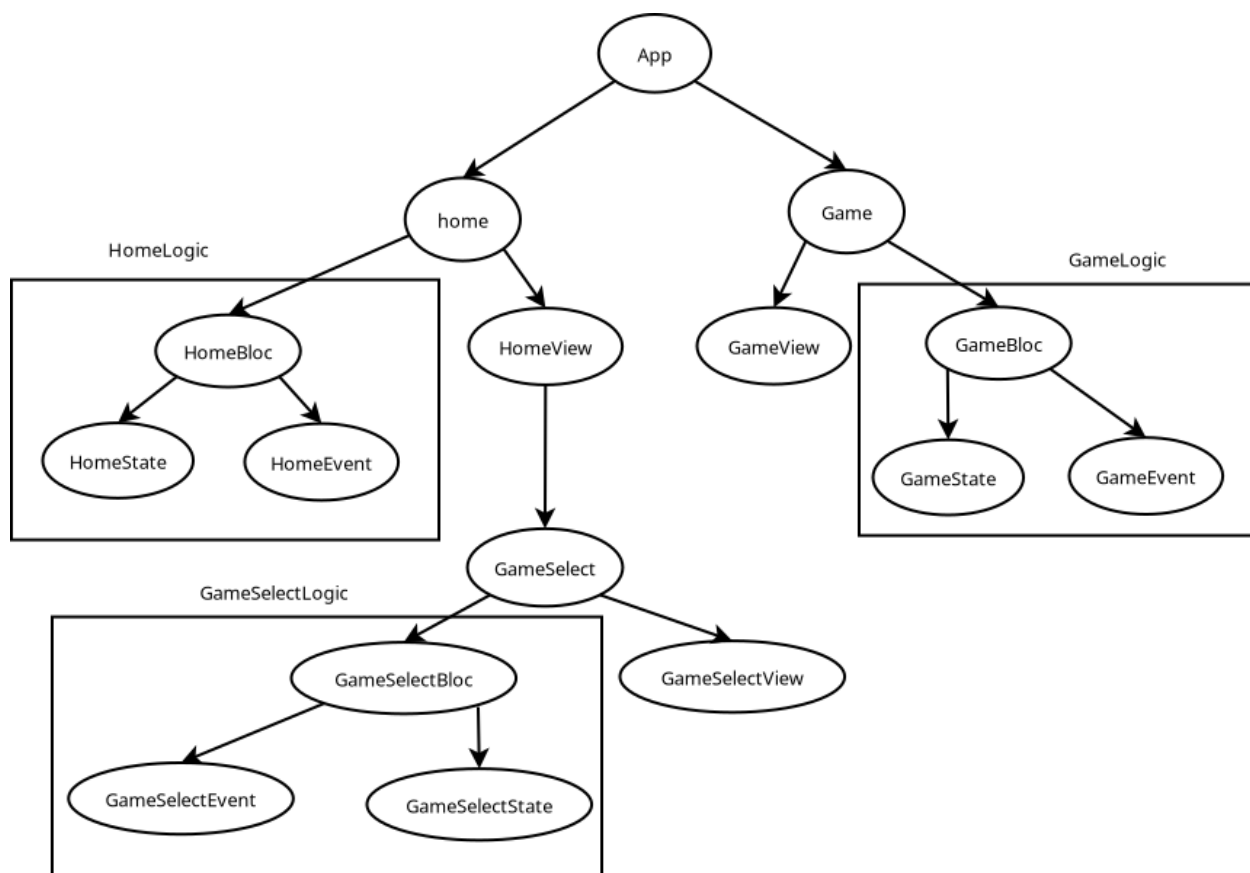 App
home
Game
HomeLogic
GameLogic
HomeBloc
HomeView
GameView
GameBloc
HomeState
HomeEvent
GameState
GameEvent
GameSelect
GameSelectLogic
GameSelectBloc
GameSelectView
GameSelectEvent
GameSelectState